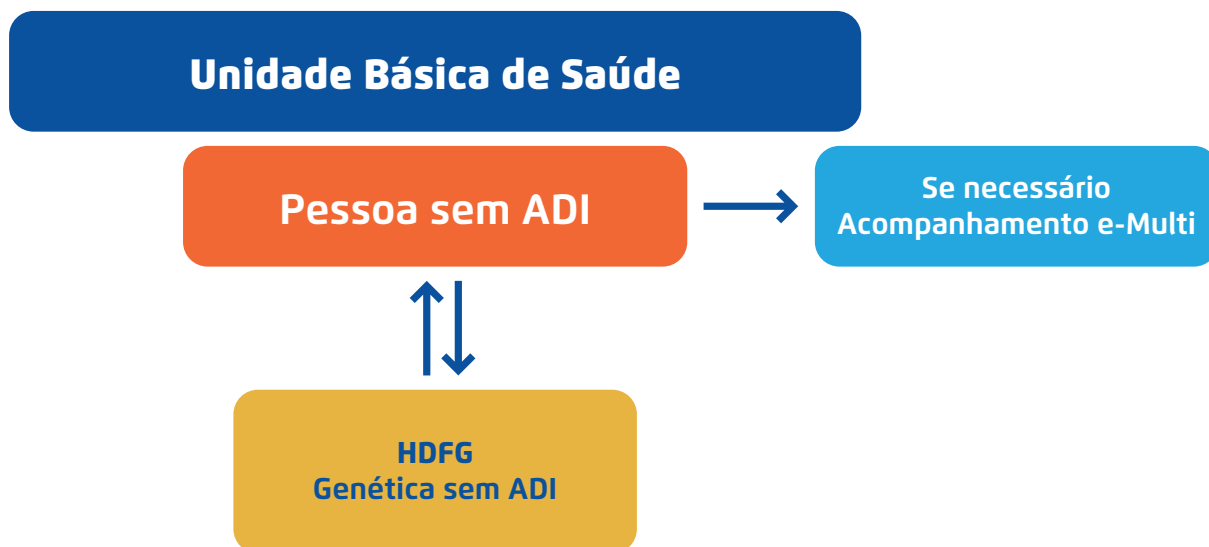 Unidade Básica de Saúde
Pessoa sem ADI
Se necessário
Acompanhamento e-Multi
HDFG
Genética sem ADI